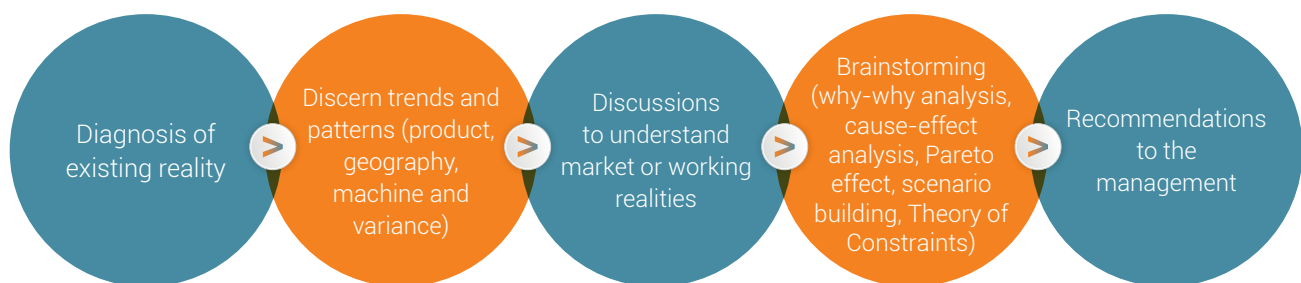 Diagnosis of
existing reality
>
Discern trends and
patterns (product,
geography,
machine and
variance)
>
Discussions
to understand
market or working
realities
>
Brainstorming
(why-why analysis,
cause-effect
analysis, Pareto
effect, scenario
building, Theory of
Constraints)
>
Recommendations
to the
management